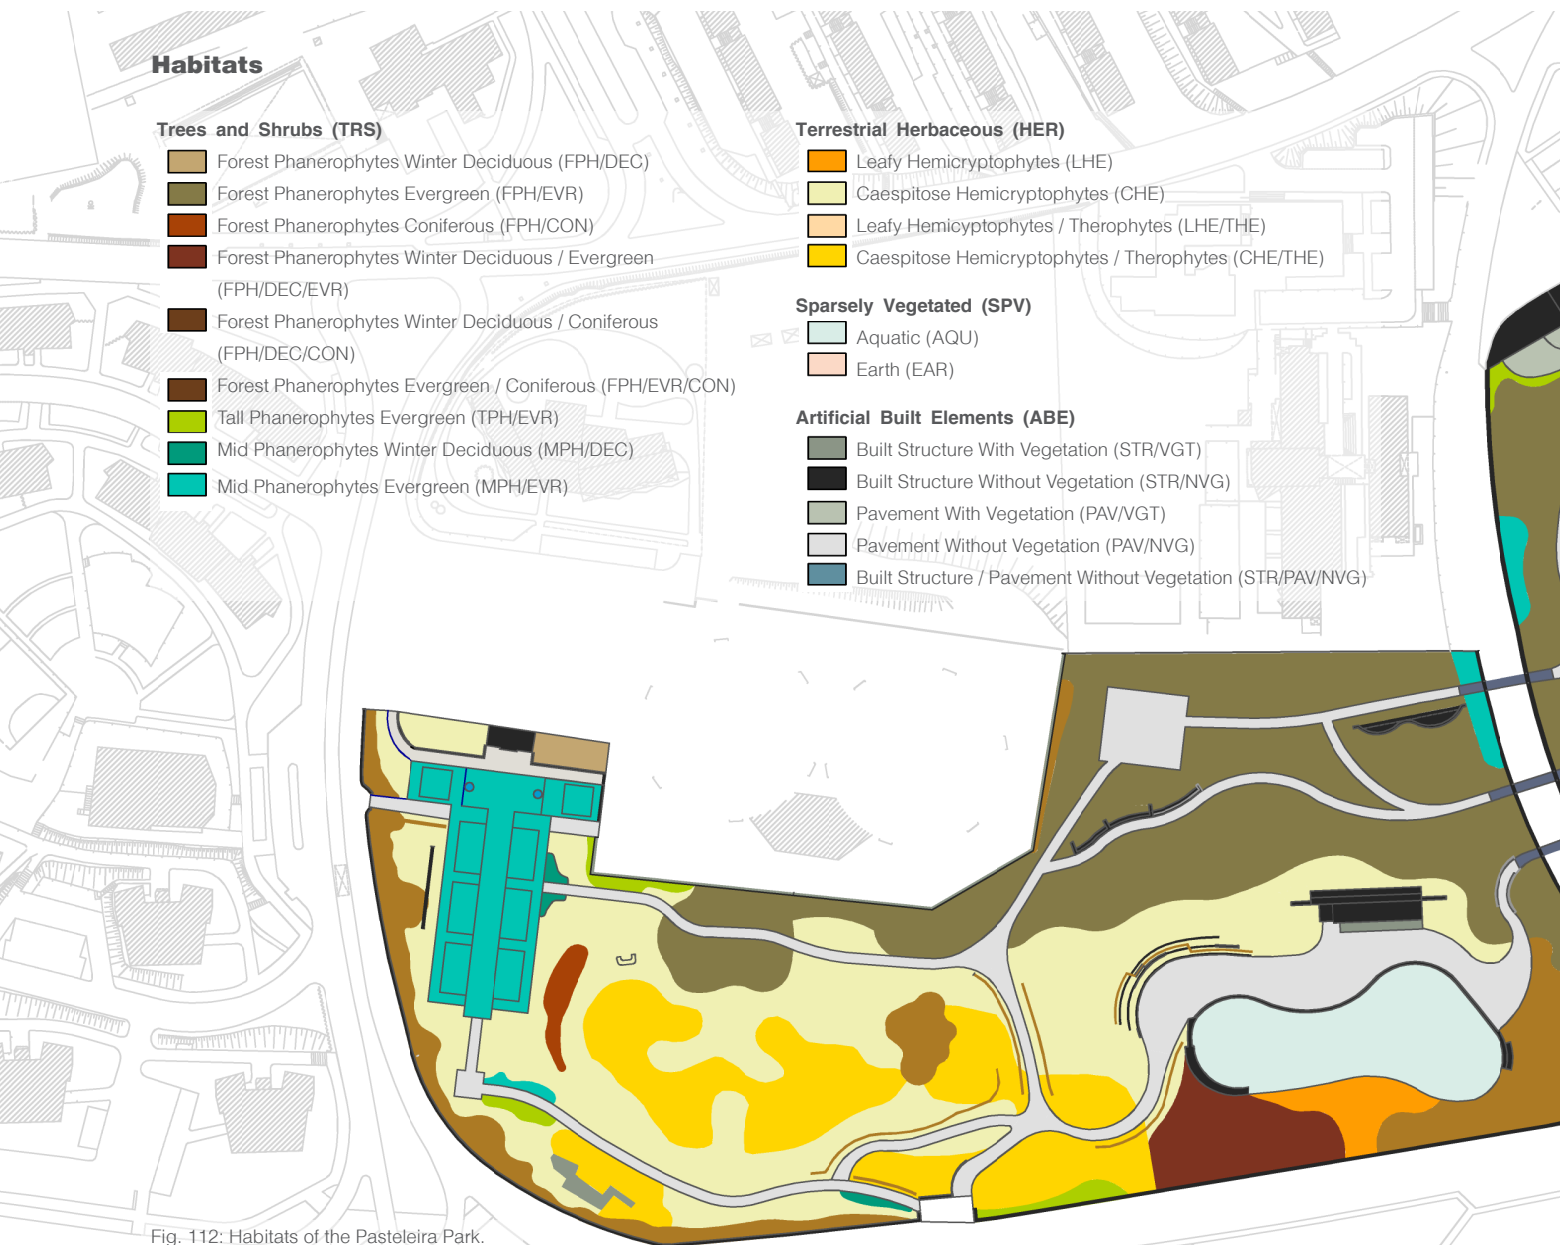 Habitats
Trees and Shrubs (TRS)
Forest Phanerophytes Winter Deciduous (FPH/DEC)
Forest Phanerophytes Evergreen (FPH/EVR)
Forest Phanerophytes Coniferous (FPH/CON)
Forest Phanerophytes Winter Deciduous / Evergreen
(FPH/DEC/EVR)
Forest Phanerophytes Winter Deciduous / Coniferous
(FPH/DEC/CON)
Forest Phanerophytes Evergreen / Coniferous (FPH/EVR/CON)
Tall Phanerophytes Evergreen (TPH/EVR)
Mid Phanerophytes Winter Deciduous (MPH/DEC)
Mid Phanerophytes Evergreen (MPH/EVR)
Terrestrial Herbaceous (HER)
Leafy Hemicryptophytes (LHE)
Caespitose Hemicryptophytes (CHE)
Leafy Hemicyptophytes / Therophytes (LHE/THE)
Caespitose Hemicryptophytes / Therophytes (CHE/THE)
Sparsely Vegetated (SPV)
Aquatic (AQU)
Earth (EAR)
Artificial Built Elements (ABE)
Built Structure With Vegetation (STR/VGT)
Built Structure Without Vegetation (STR/NVG)
Pavement With Vegetation (PAV/VGT)
Pavement Without Vegetation (PAV/NVG)
Built Structure / Pavement Without Vegetation (STR/PAV/NVG)
Fig. 112: Habitats of the Pasteleira Park.